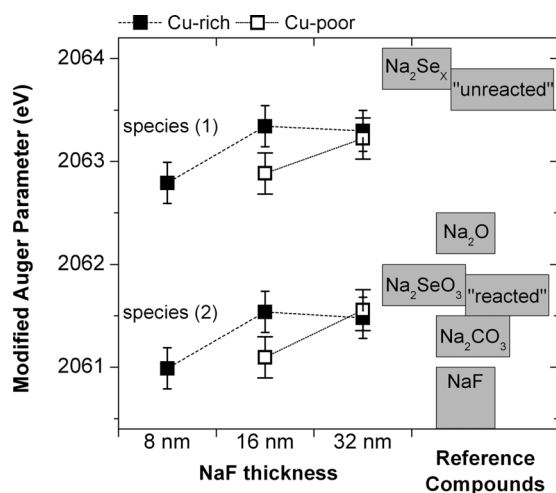 Cu-rich Cu-poor
Modified Auger Parameter (eV)
2064
2063
2062
2061
species (1)
species (2)
Na₂Seₓ
"unreacted"
Na₂O
Na₂SeO₃
"reacted"
Na₂CO₃
NaF
8 nm 16 nm 32 nm
NaF thickness
Reference
Compounds